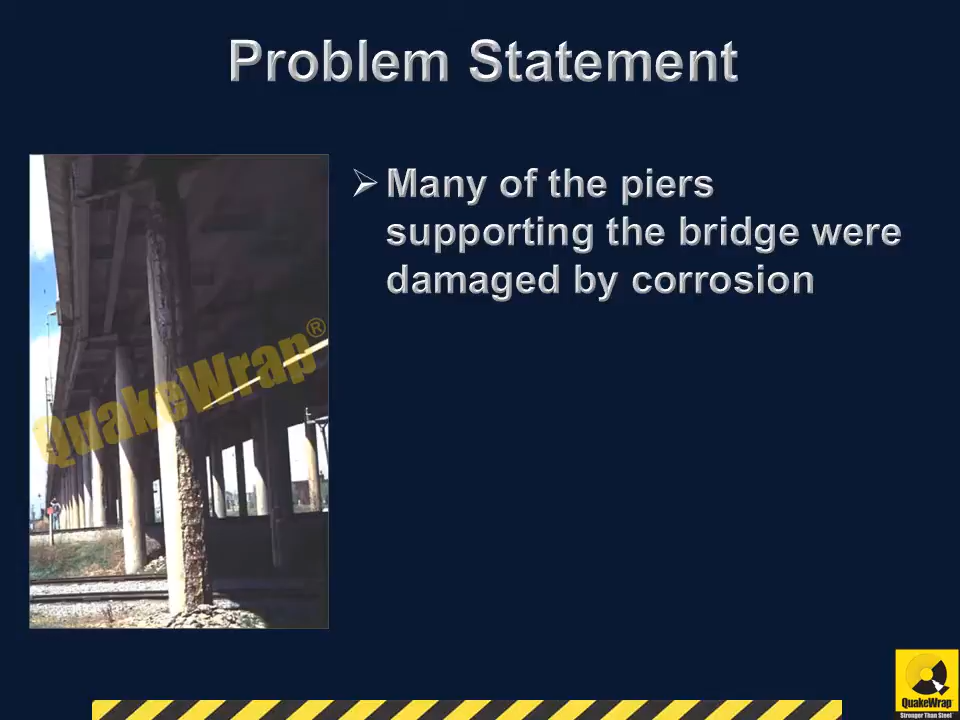 Problem Statement
➢ Many of the piers
supporting the bridge were
damaged by corrosion
QuakeWrap®
QuakeWrap
Stronger Than Steel